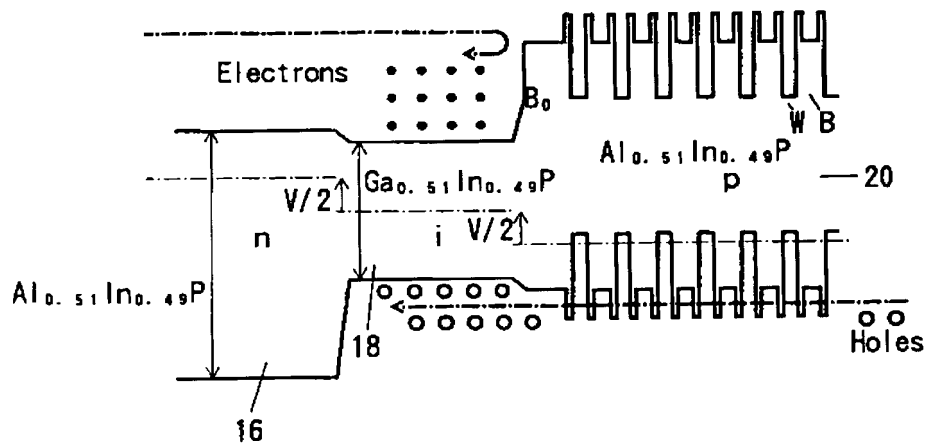 Electrons
B₀
W B
Al₀.₅₁In₀.₄₉P
p
20
Ga₀.₅₁In₀.₄₉P
V/2
V/2
n
i
Al₀.₅₁In₀.₄₉P
18
Holes
16